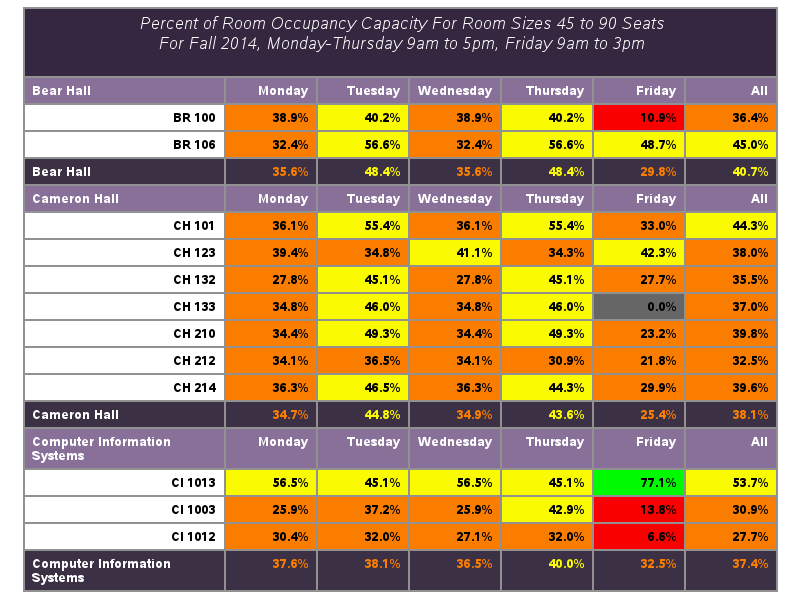 Percent of Room Occupancy Capacity For Room Sizes 45 to 90 Seats
For Fall 2014, Monday-Thursday 9am to 5pm, Friday 9am to 3pm
Bear Hall Monday Tuesday Wednesday Thursday Friday All
BR 100 38.9% 40.2% 38.9% 40.2% 10.9% 36.4%
BR 106 32.4% 56.6% 32.4% 56.6% 48.7% 45.0%
Bear Hall 35.6% 48.4% 35.6% 48.4% 29.8% 40.7%
Cameron Hall Monday Tuesday Wednesday Thursday Friday All
CH 101 36.1% 55.4% 36.1% 55.4% 33.0% 44.3%
CH 123 39.4% 34.8% 41.1% 34.3% 42.3% 38.0%
CH 132 27.8% 45.1% 27.8% 45.1% 27.7% 35.5%
CH 133 34.8% 46.0% 34.8% 46.0% 0.0% 37.0%
CH 210 34.4% 49.3% 34.4% 49.3% 23.2% 39.8%
CH 212 34.1% 36.5% 34.1% 30.9% 21.8% 32.5%
CH 214 36.3% 46.5% 36.3% 44.3% 29.9% 39.6%
Cameron Hall 34.7% 44.8% 34.9% 43.6% 25.4% 38.1%
Computer Information Monday Tuesday Wednesday Thursday Friday All
Systems
CI 1013 56.5% 45.1% 56.5% 45.1% 77.1% 53.7%
CI 1003 25.9% 37.2% 25.9% 42.9% 13.8% 30.9%
CI 1012 30.4% 32.0% 27.1% 32.0% 6.6% 27.7%
Computer Information 37.6% 38.1% 36.5% 40.0% 32.5% 37.4%
Systems